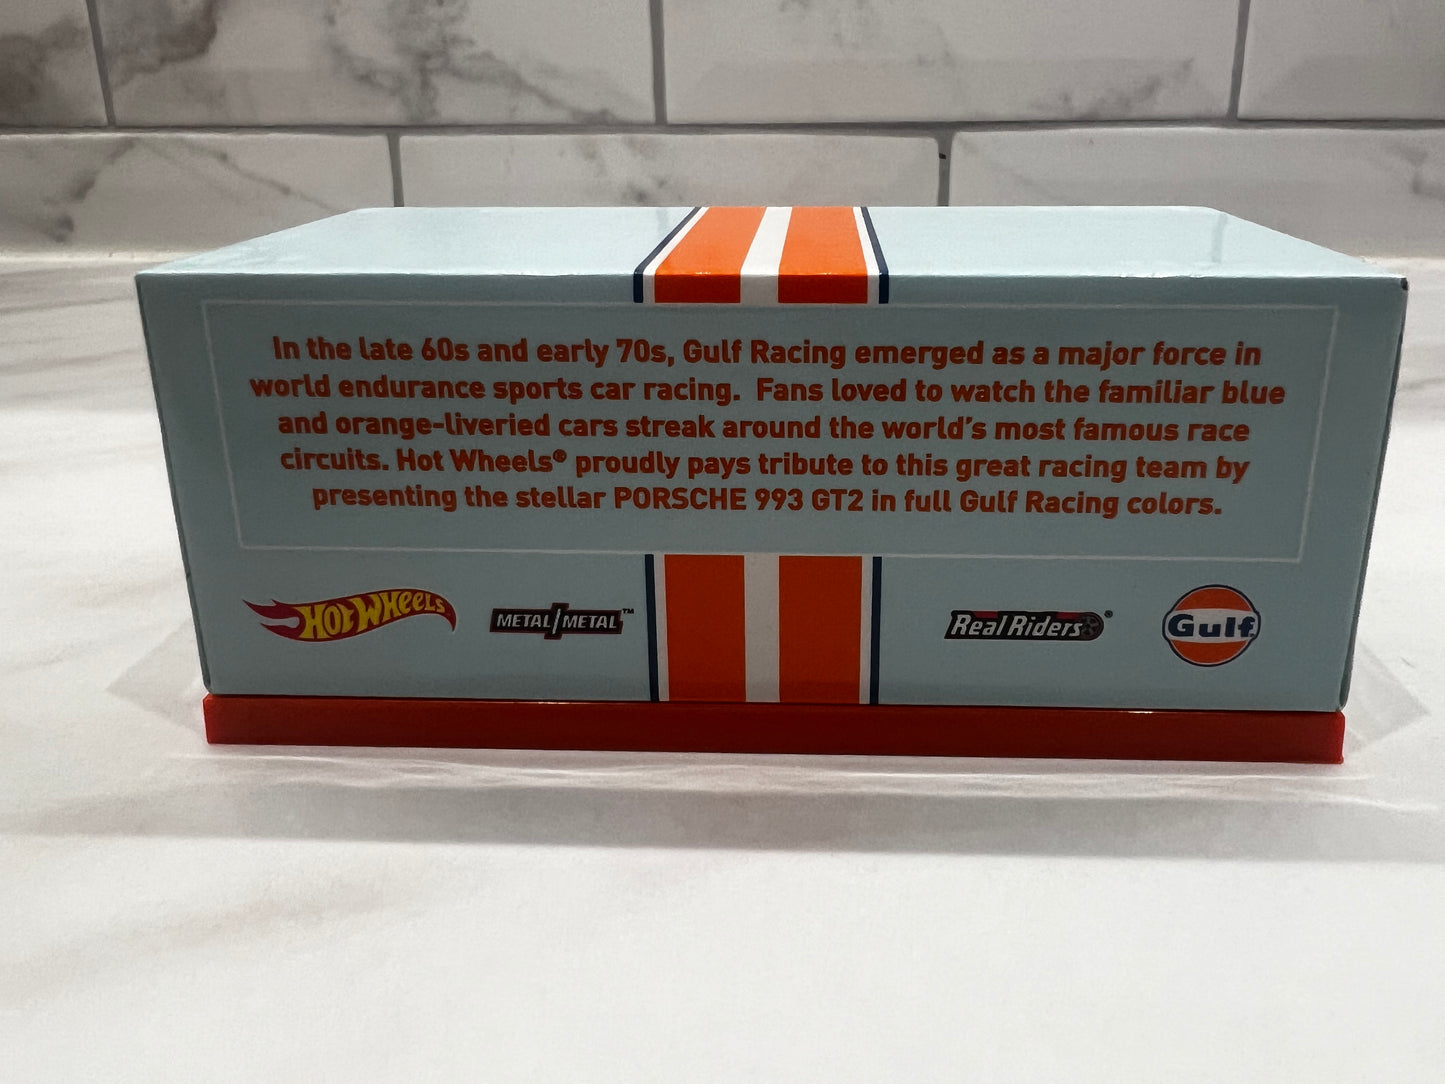 In the late 60s and early 70s, Gulf Racing emerged as a major force in
world endurance sports car racing.  Fans loved to watch the familiar blue
and orange-liveried cars streak around the world's most famous race
circuits. Hot Wheels® proudly pays tribute to this great racing team by
presenting the stellar PORSCHE 993 GT2 in full Gulf Racing colors.
HOT WHEELS
METAL/METAL™
Real Riders®
Gulf